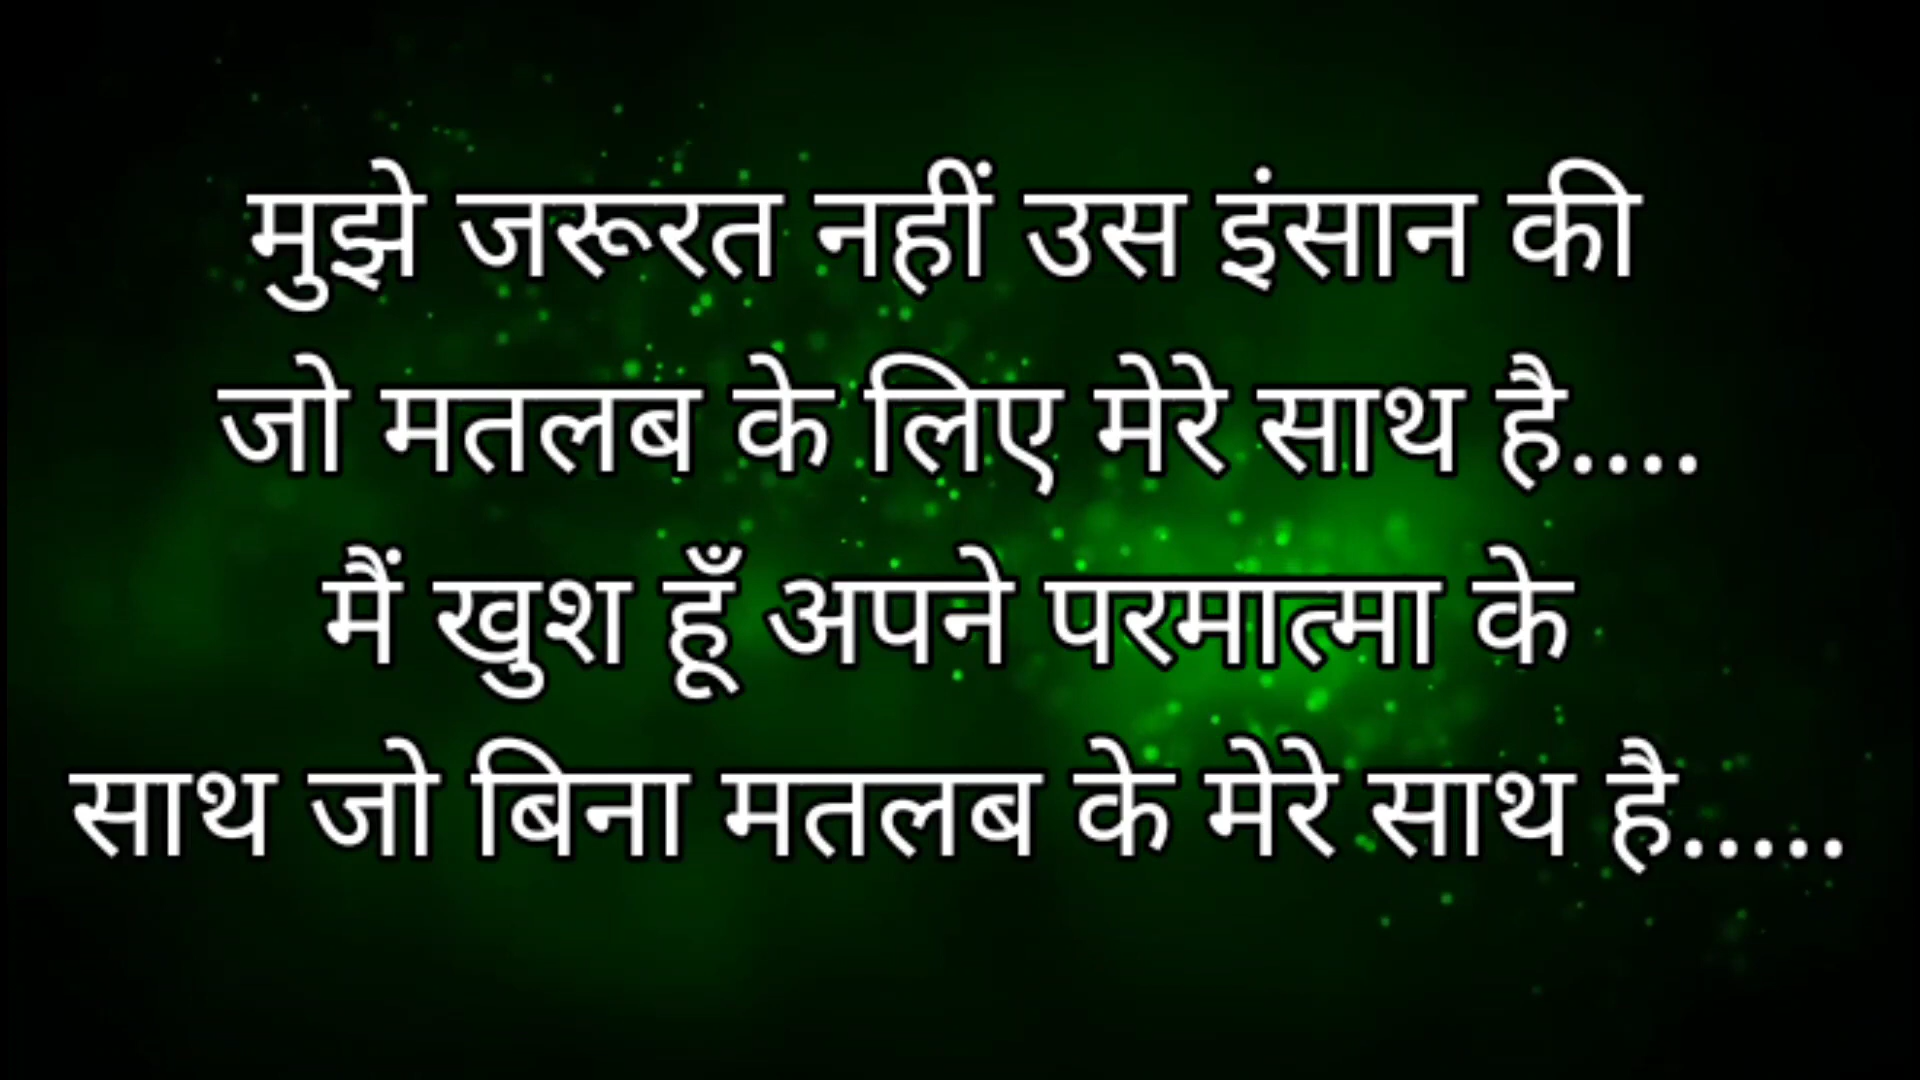 मुझे जरूरत नहीं उस इंसान की
जो मतलब के लिए मेरे साथ है....
मैं खुश हूँ अपने परमात्मा के
साथ जो बिना मतलब के मेरे साथ है.....